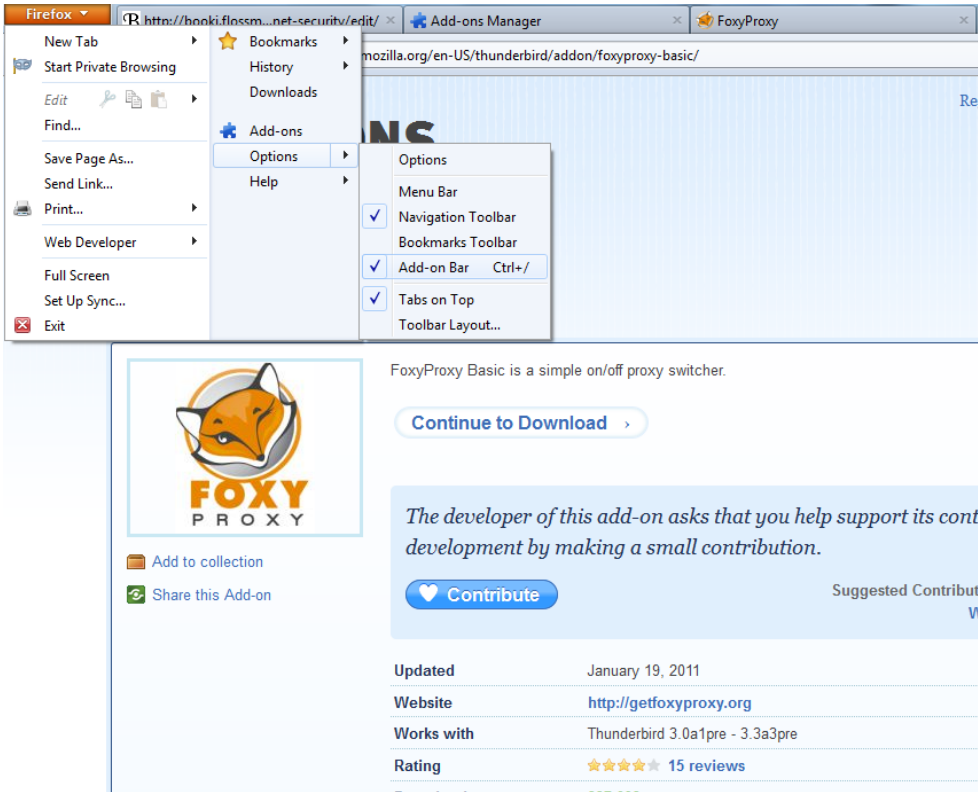 Firefox
http://booki.flossm...net-security/edit/
Add-ons Manager
FoxyProxy
mozilla.org/en-US/thunderbird/addon/foxyproxy-basic/
New Tab
Start Private Browsing
Edit
Find...
Save Page As...
Send Link...
Print...
Web Developer
Full Screen
Set Up Sync...
Exit
Bookmarks
History
Downloads
Add-ons
Options
Help
Options
Menu Bar
Navigation Toolbar
Bookmarks Toolbar
Add-on Bar Ctrl+/
Tabs on Top
Toolbar Layout...
Re
ONS
FOXY
PROXY
Add to collection
Share this Add-on
FoxyProxy Basic is a simple on/off proxy switcher.
Continue to Download ›
The developer of this add-on asks that you help support its cont
development by making a small contribution.
Contribute
Suggested Contribut
W
Updated January 19, 2011
Website http://getfoxyproxy.org
Works with Thunderbird 3.0a1pre - 3.3a3pre
Rating 15 reviews